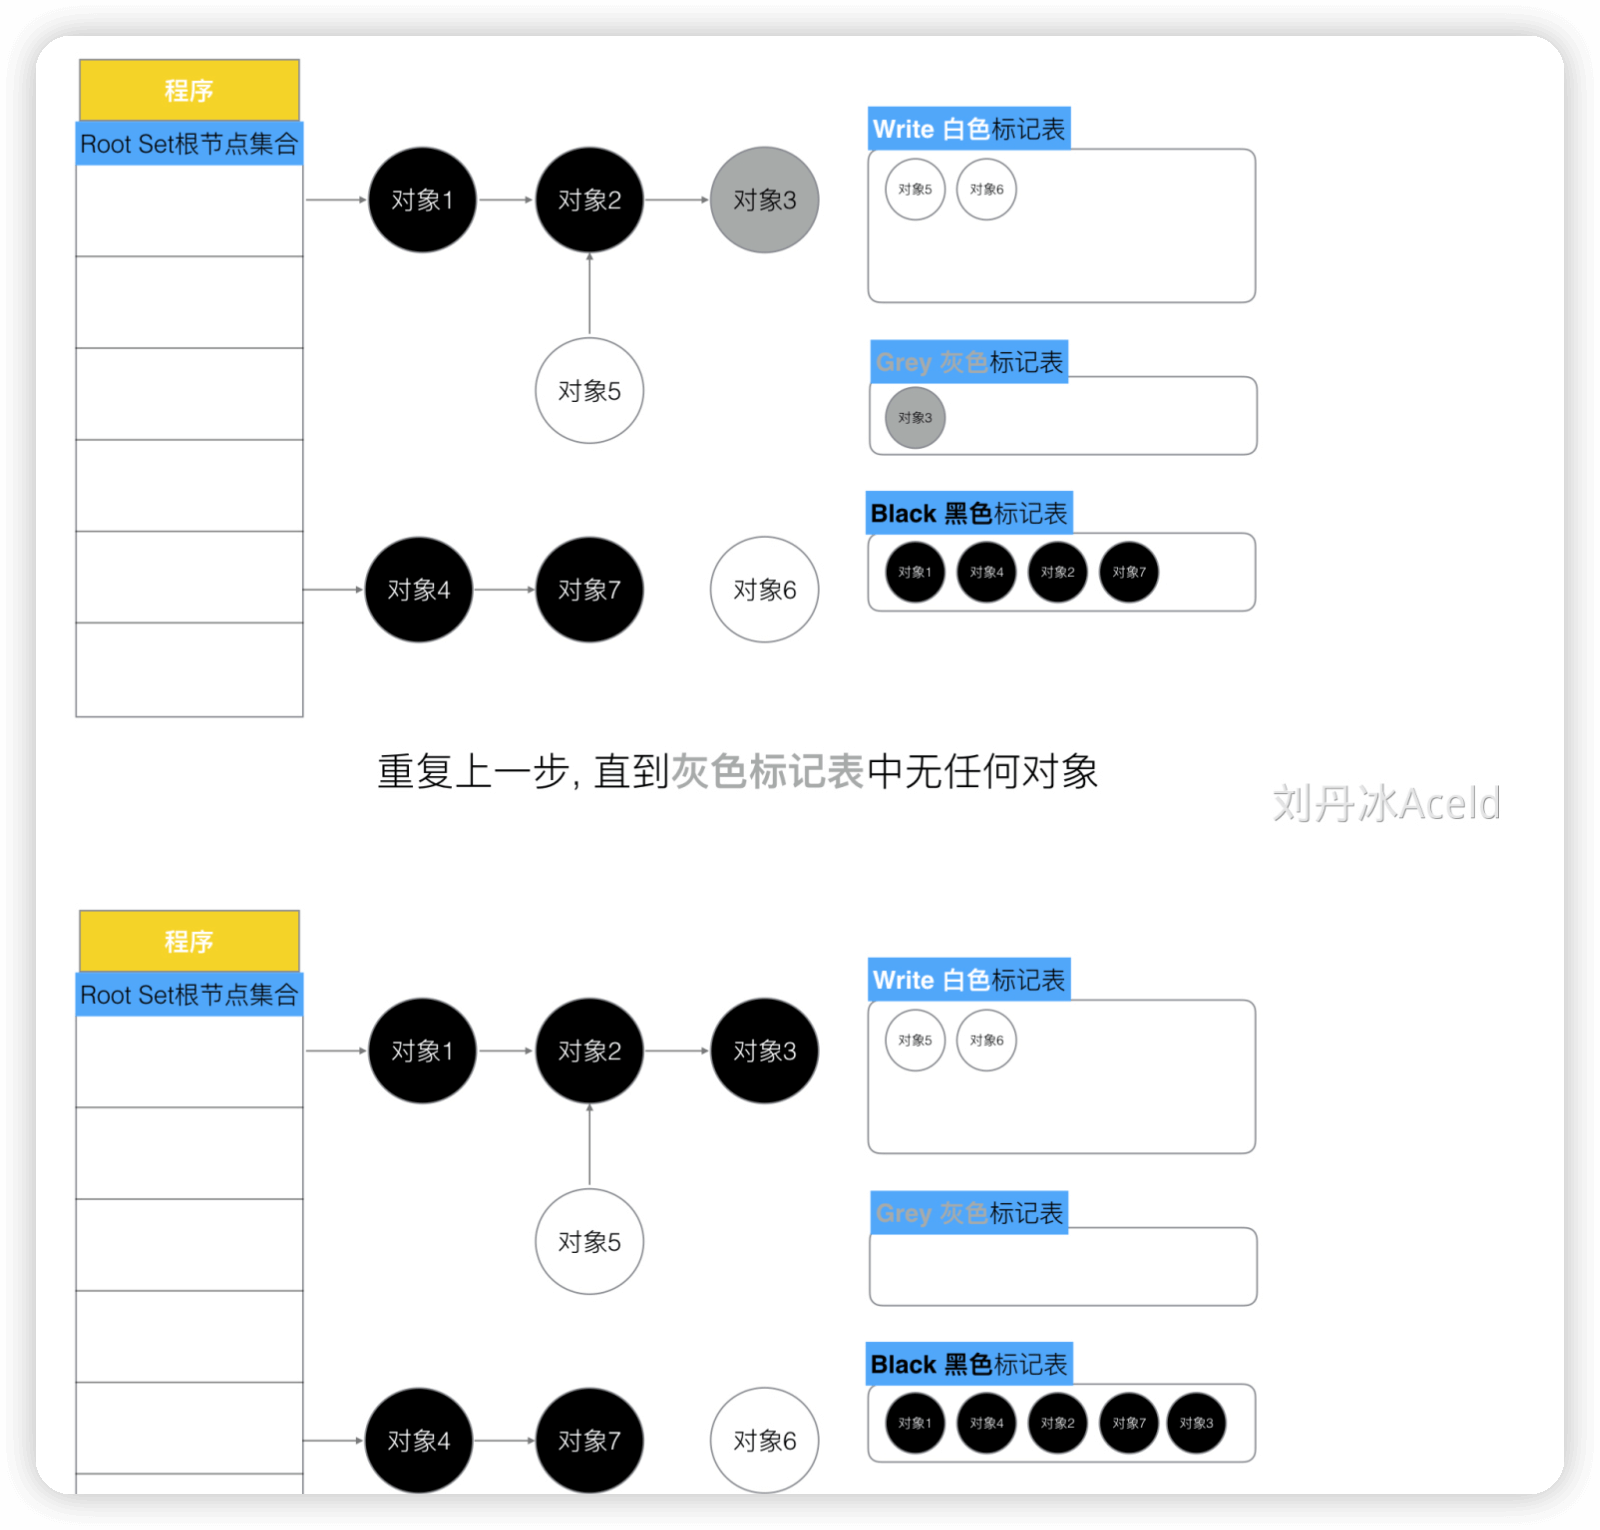 程序
Root Set根节点集合
对象1
对象2
对象3
对象5
对象4
对象7
对象6
Write 白色标记表
对象5
对象6
Grey 灰色标记表
对象3
Black 黑色标记表
对象1
对象4
对象2
对象7
重复上一步, 直到灰色标记表中无任何对象
刘丹冰Aceld
程序
Root Set根节点集合
对象1
对象2
对象3
对象5
对象4
对象7
对象6
Write 白色标记表
对象5
对象6
Grey 灰色标记表
Black 黑色标记表
对象1
对象4
对象2
对象7
对象3